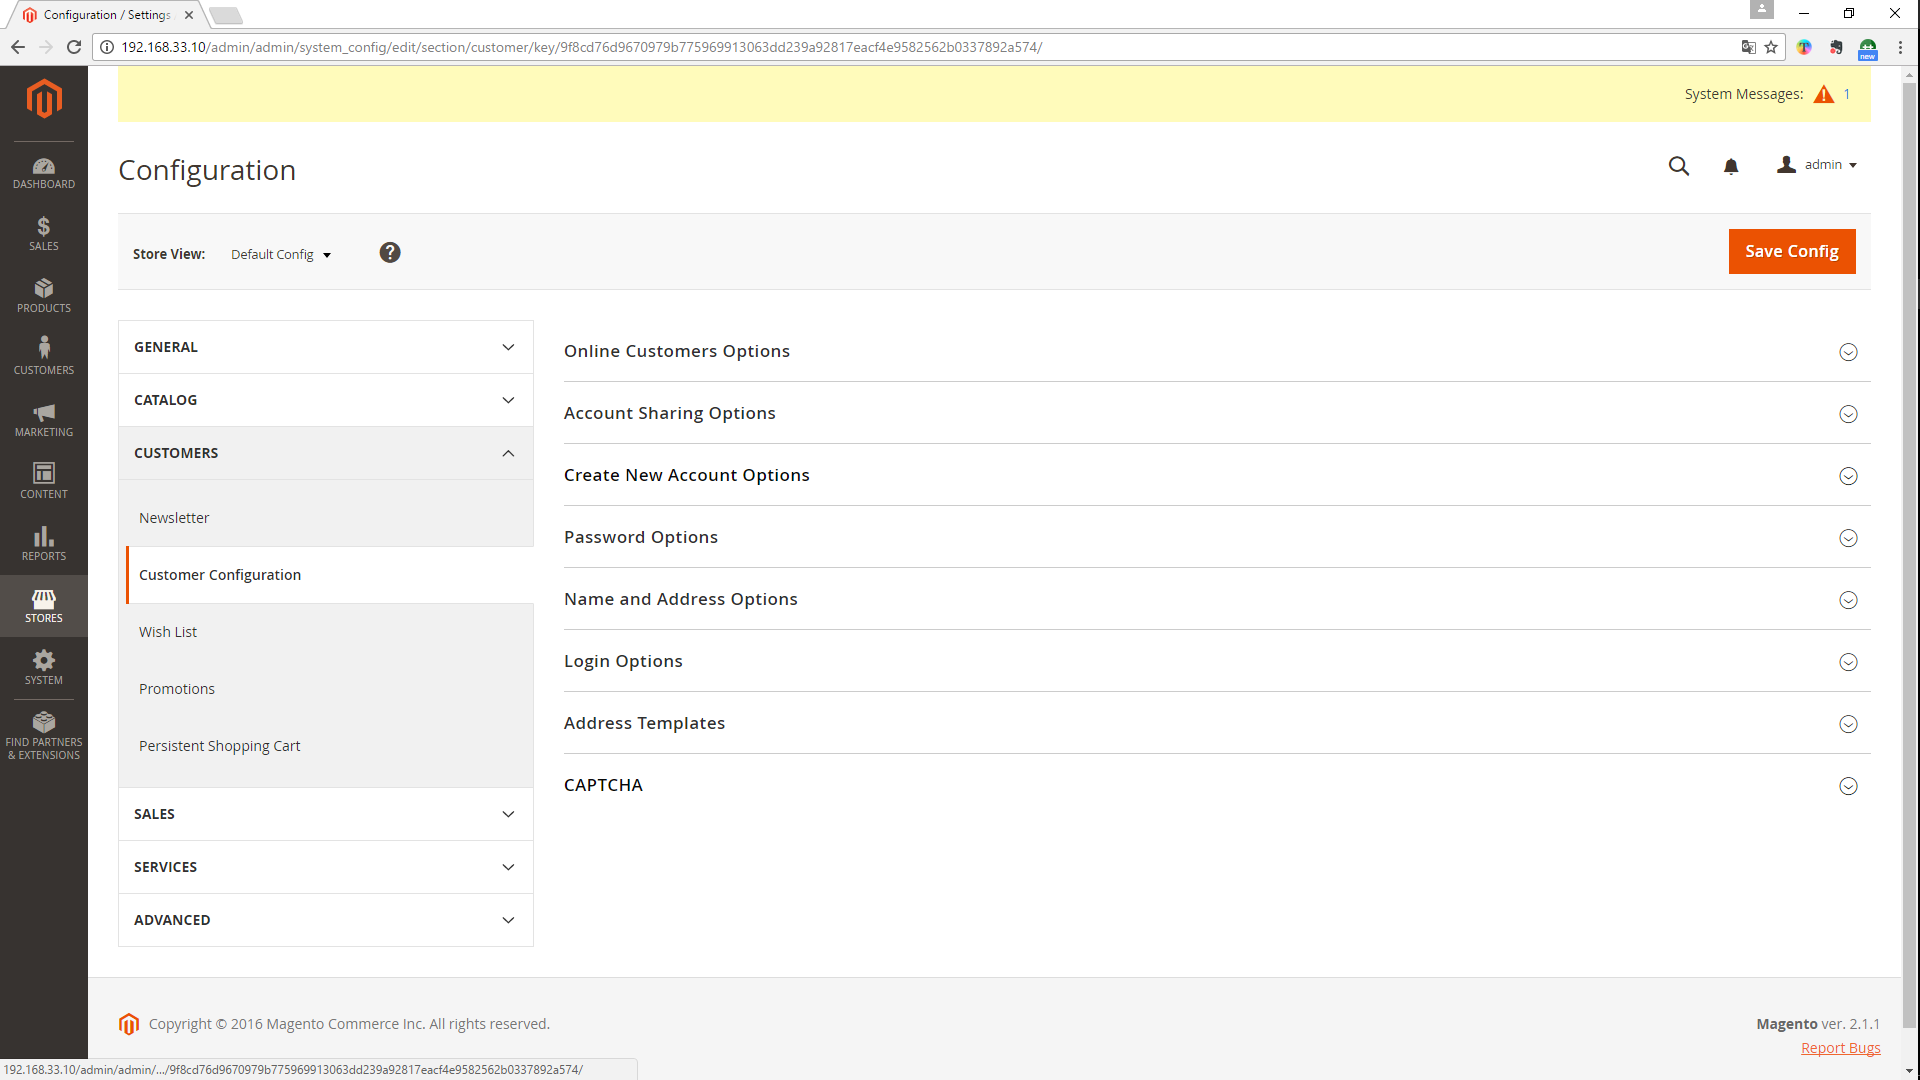 Configuration / Settings
192.168.33.10/admin/admin/system_config/edit/section/customer/key/9f8cd76d9670979b775969913063dd239a92817eacf4e9582562b0337892a574/
new
System Messages: 1
Configuration
admin
Store View: Default Config ?
Save Config
DASHBOARD
SALES
PRODUCTS
CUSTOMERS
MARKETING
CONTENT
REPORTS
STORES
SYSTEM
FIND PARTNERS
& EXTENSIONS
GENERAL
CATALOG
CUSTOMERS
Newsletter
Customer Configuration
Wish List
Promotions
Persistent Shopping Cart
SALES
SERVICES
ADVANCED
Online Customers Options
Account Sharing Options
Create New Account Options
Password Options
Name and Address Options
Login Options
Address Templates
CAPTCHA
Copyright © 2016 Magento Commerce Inc. All rights reserved.
Magento ver. 2.1.1
Report Bugs
192.168.33.10/admin/admin/.../9f8cd76d9670979b775969913063dd239a92817eacf4e9582562b0337892a574/